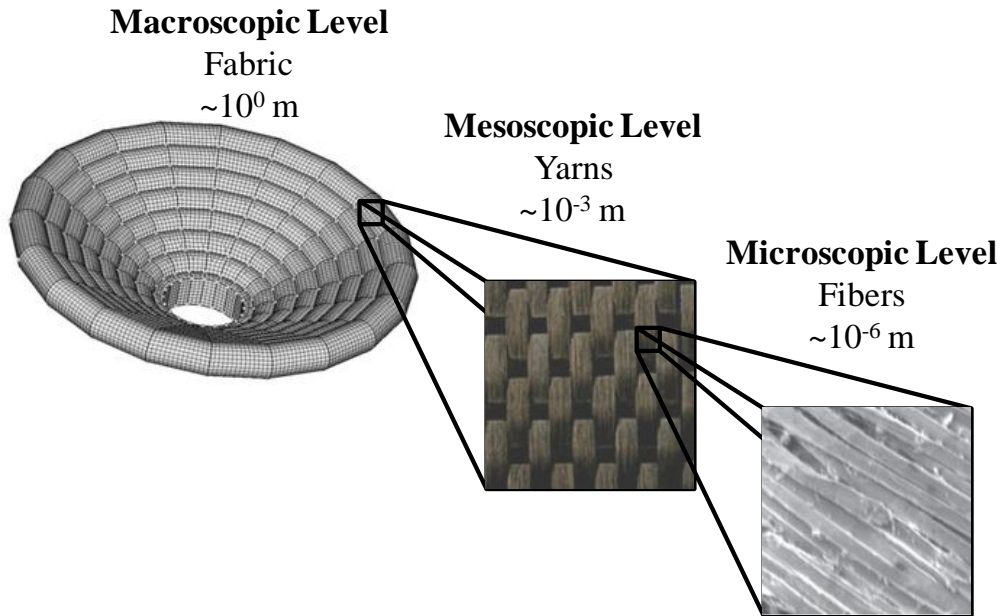 Macroscopic Level
Fabric
~10⁰ m
Mesoscopic Level
Yarns
~10⁻³ m
Microscopic Level
Fibers
~10⁻⁶ m